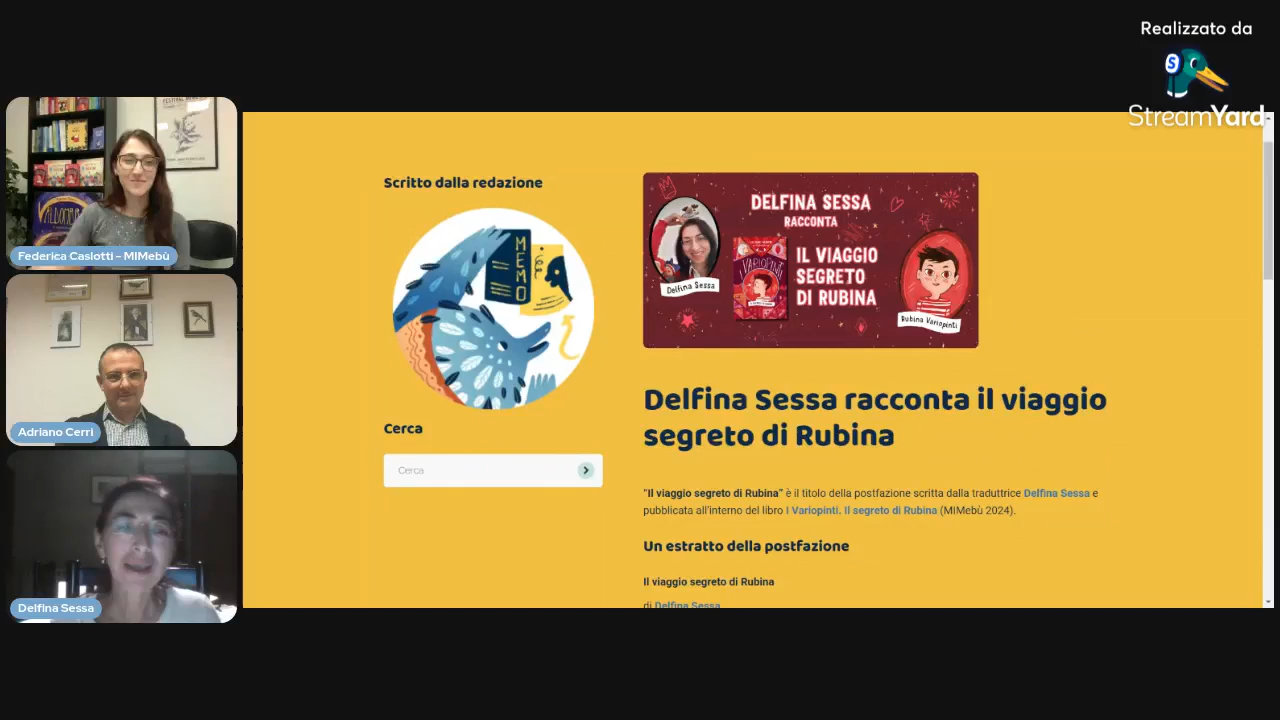 Realizzato da
StreamYard
Federica Caslotti – MIMebù
Adriano Cerri
Delfina Sessa
Scritto dalla redazione
MEMO
Cerca
Cerca
DELFINA SESSA
RACCONTA
IL VIAGGIO
SEGRETO
DI RUBINA
Delfina Sessa
VARIOPINTI
Rubina Variopinti
Delfina Sessa racconta il viaggio
segreto di Rubina
"Il viaggio segreto di Rubina" è il titolo della postfazione scritta dalla traduttrice Delfina Sessa e
pubblicata all'interno del libro I Variopinti. Il segreto di Rubina (MIMebù 2024).
Un estratto della postfazione
Il viaggio segreto di Rubina
di Delfina Sessa